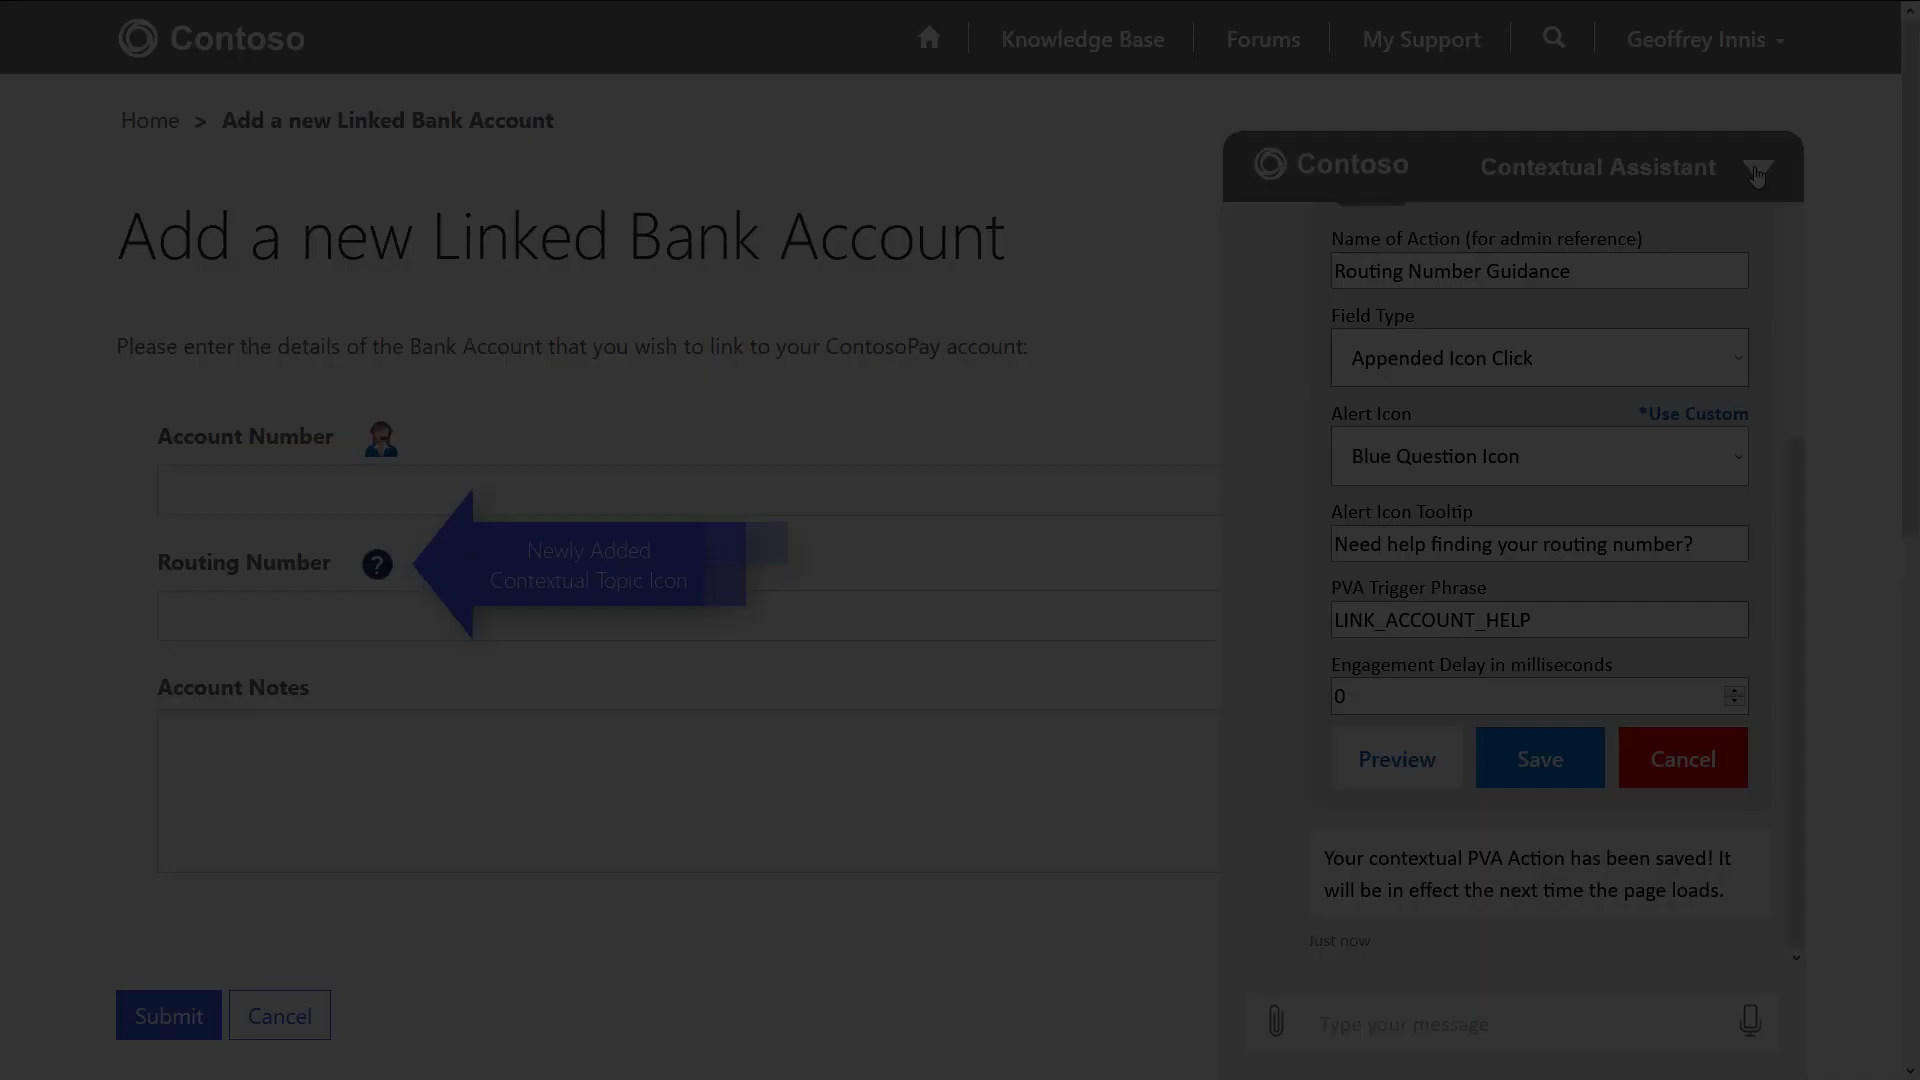 Contoso
Knowledge Base
Forums
My Support
Geoffrey Innis
Home > Add a new Linked Bank Account
Add a new Linked Bank Account
Please enter the details of the Bank Account that you wish to link to your ContosoPay account:
Account Number
Routing Number
?
Newly Added
Contextual Topic Icon
Account Notes
Submit
Cancel
Contoso
Contextual Assistant
Name of Action (for admin reference)
Routing Number Guidance
Field Type
Appended Icon Click
Alert Icon
*Use Custom
Blue Question Icon
Alert Icon Tooltip
Need help finding your routing number?
PVA Trigger Phrase
LINK_ACCOUNT_HELP
Engagement Delay in milliseconds
0
Preview
Save
Cancel
Your contextual PVA Action has been saved! It
will be in effect the next time the page loads.
Just now
Type your message